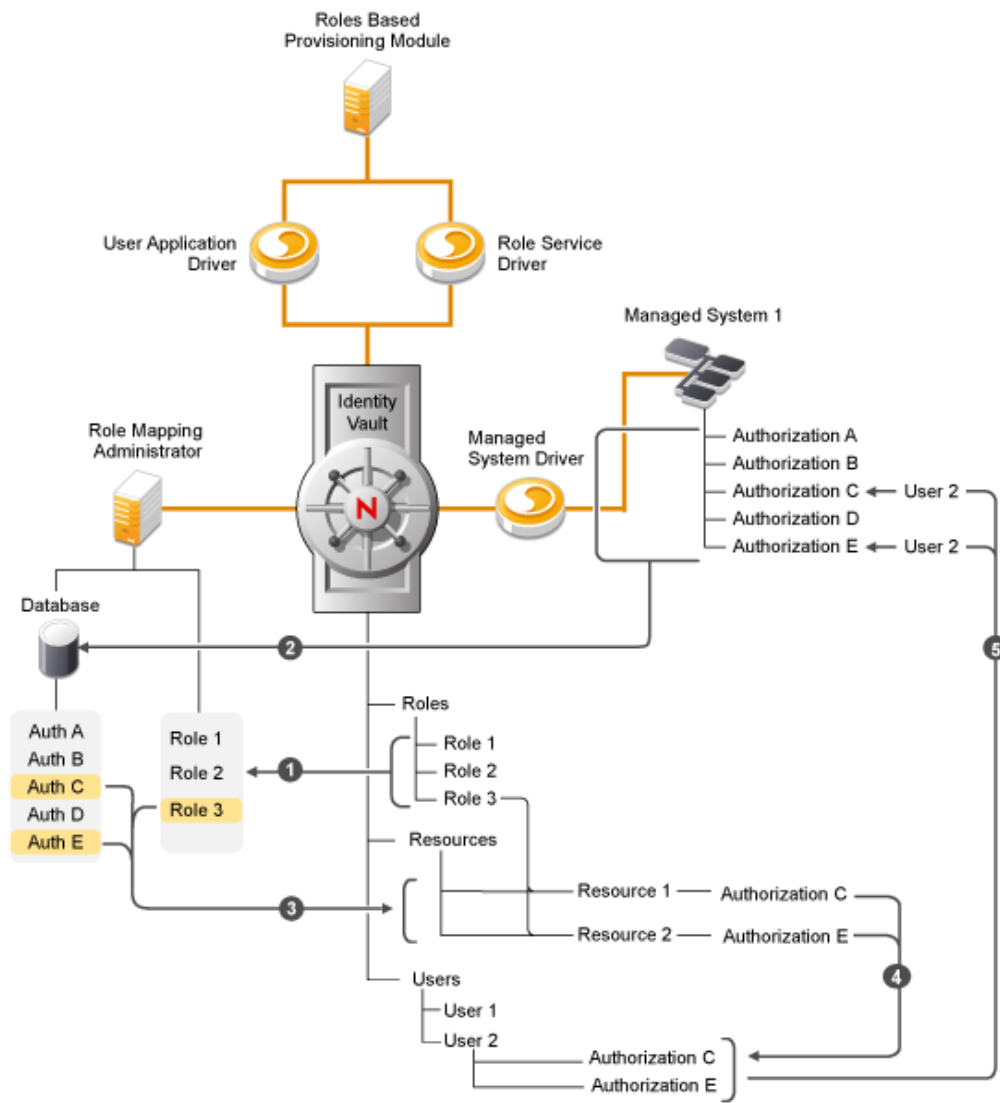 Roles Based
Provisioning Module
User Application
Driver
Role Service
Driver
Managed System 1
Identity
Vault
Role Mapping
Administrator
Managed
System Driver
N
Authorization A
Authorization B
Authorization C
User 2
Authorization D
Authorization E
User 2
Database
2
5
Auth A
Auth B
Auth C
Auth D
Auth E
Role 1
Role 2
Role 3
1
Roles
Role 1
Role 2
Role 3
Resources
3
Resource 1
Authorization C
Resource 2
Authorization E
4
Users
User 1
User 2
Authorization C
Authorization E